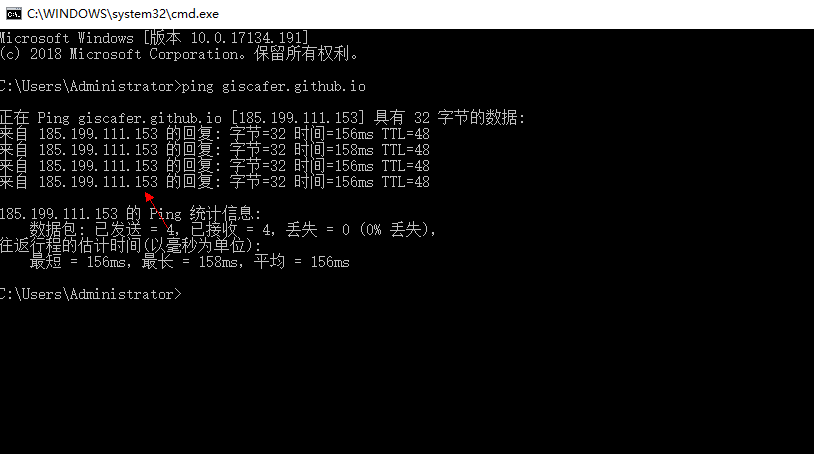 C:\WINDOWS\system32\cmd.exe
Microsoft Windows [版本 10.0.17134.191]
(c) 2018 Microsoft Corporation。保留所有权利。
C:\Users\Administrator>ping giscafer.github.io
正在 Ping giscafer.github.io [185.199.111.153] 具有 32 字节的数据:
来自 185.199.111.153 的回复: 字节=32 时间=156ms TTL=48
来自 185.199.111.153 的回复: 字节=32 时间=158ms TTL=48
来自 185.199.111.153 的回复: 字节=32 时间=156ms TTL=48
来自 185.199.111.153 的回复: 字节=32 时间=156ms TTL=48
185.199.111.153 的 Ping 统计信息:
数据包: 已发送 = 4，已接收 = 4，丢失 = 0 (0% 丢失)，
往返行程的估计时间(以毫秒为单位):
最短 = 156ms，最长 = 158ms，平均 = 156ms
C:\Users\Administrator>